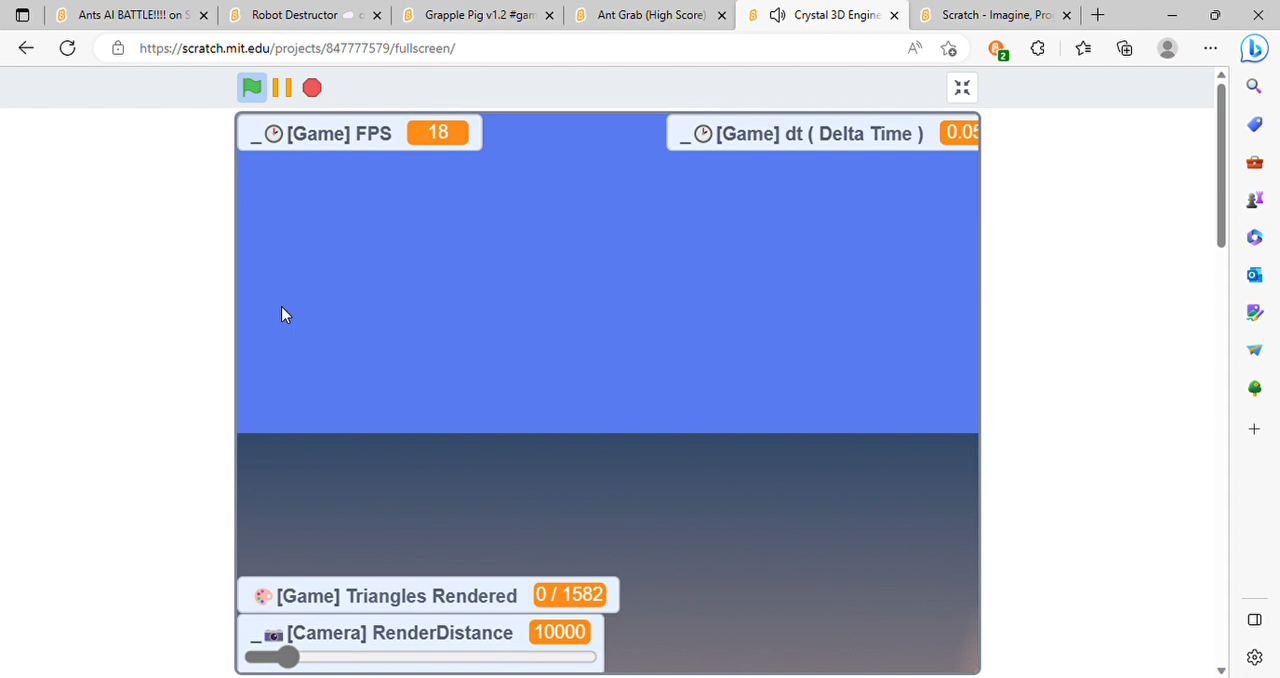 Ants AI BATTLE!!!! on S
Robot Destructor
Grapple Pig v1.2 #gam
Ant Grab (High Score)
Crystal 3D Engine
Scratch - Imagine, Pro
https://scratch.mit.edu/projects/847777579/fullscreen/
2
_🕒[Game] FPS 18
_🕒[Game] dt ( Delta Time ) 0.05
🎨[Game] Triangles Rendered 0 / 1582
_📷[Camera] RenderDistance 10000